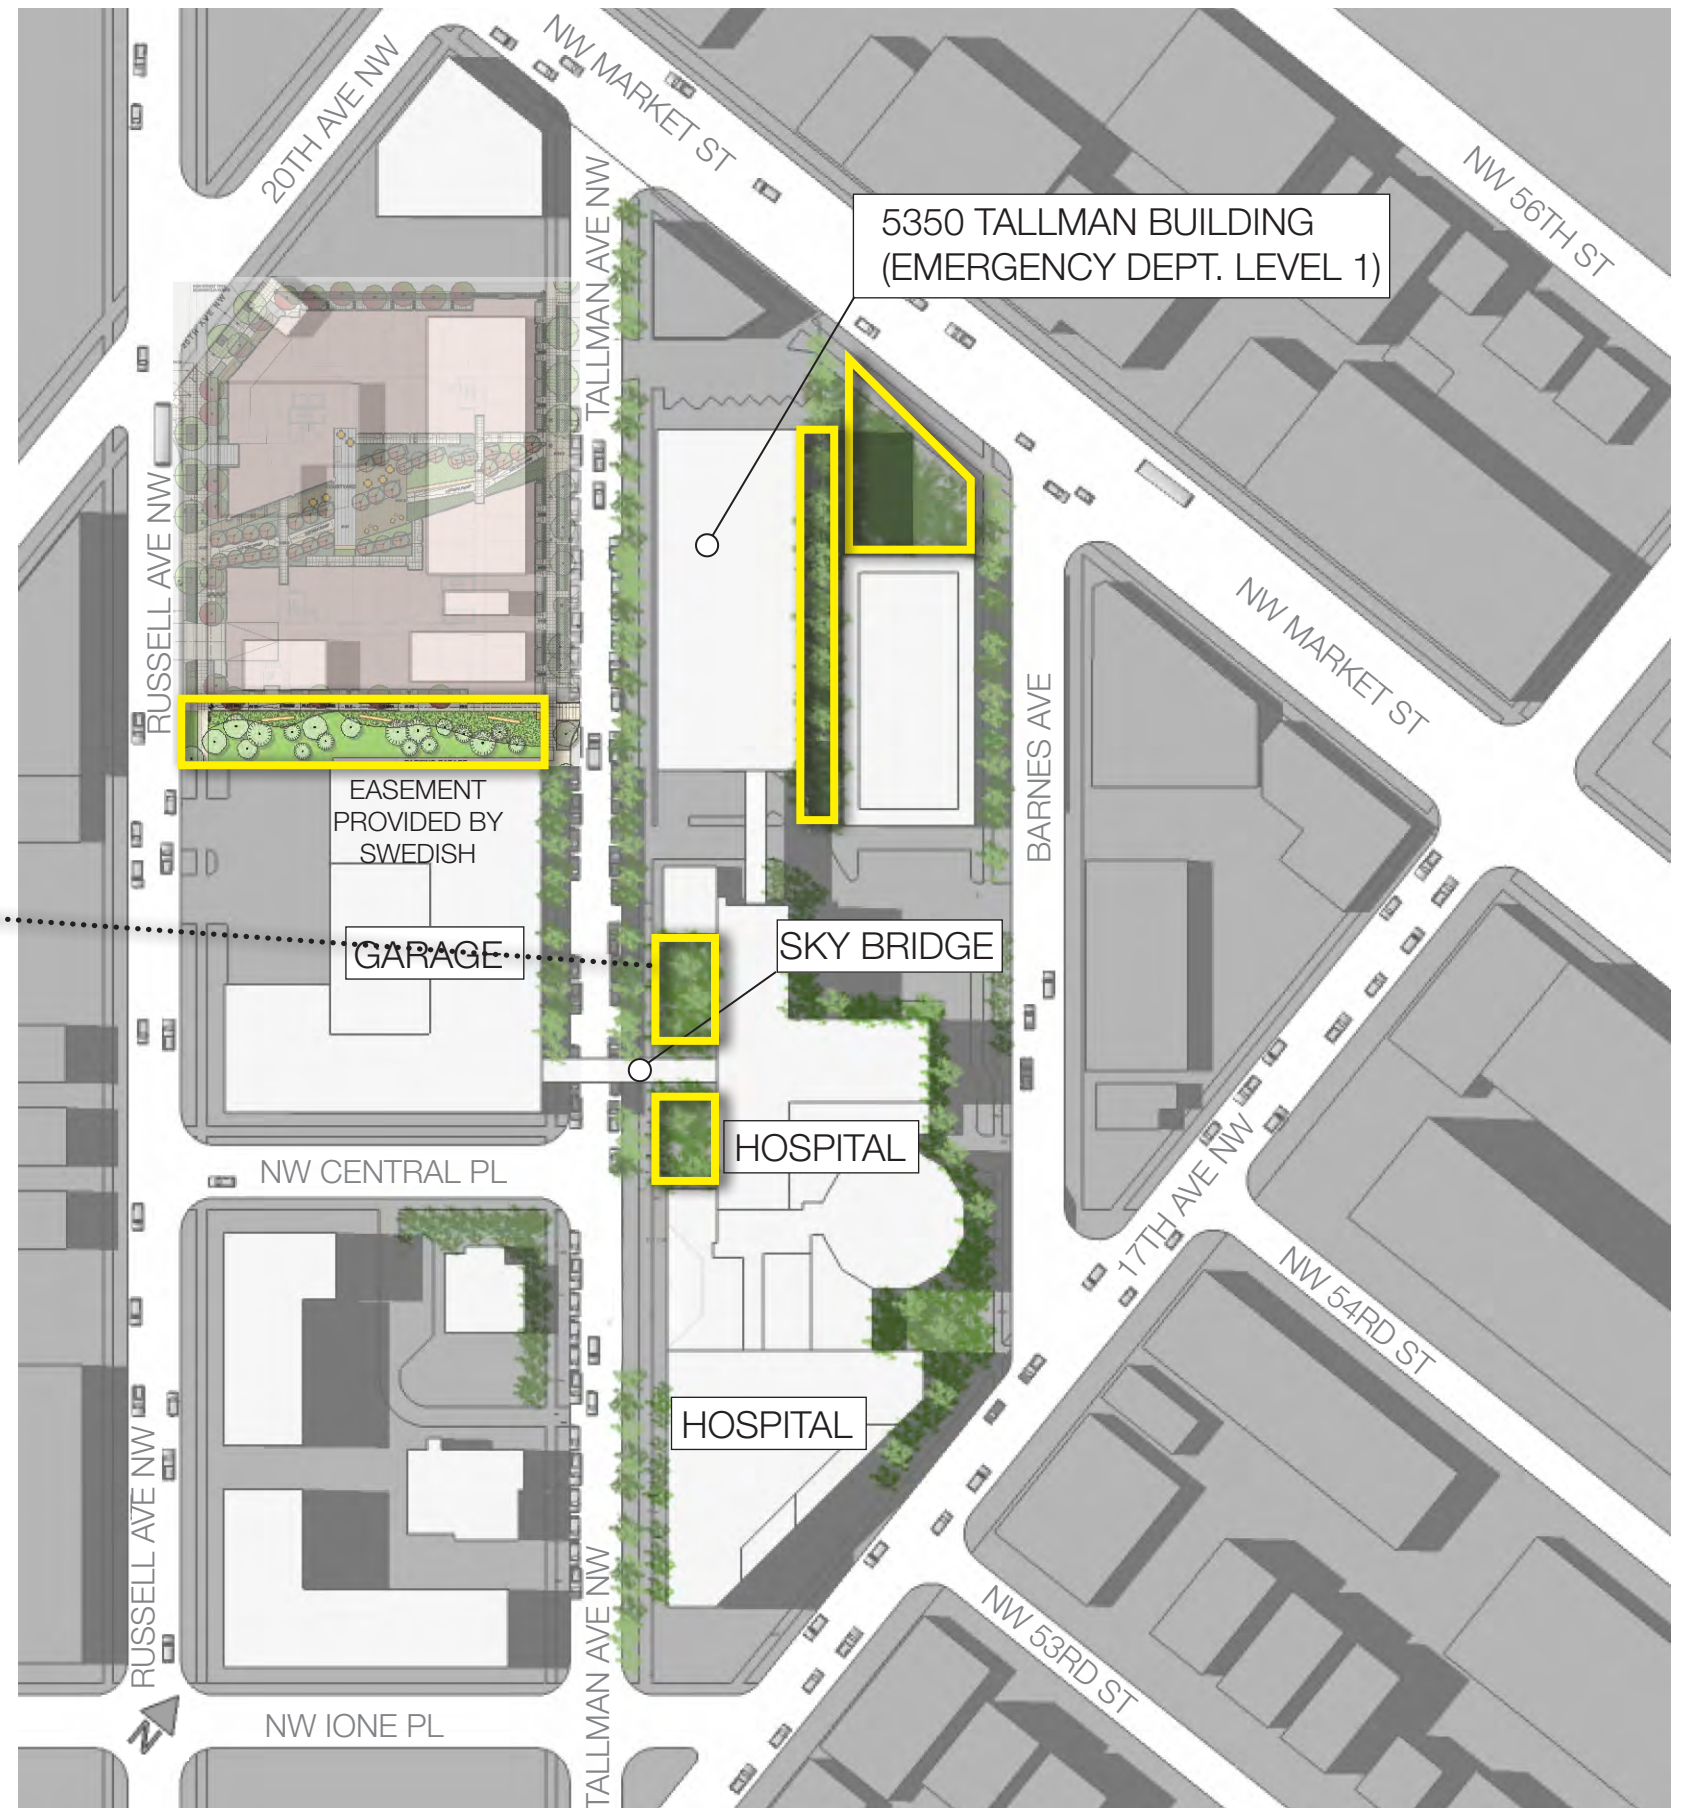 NW MARKET ST
20TH AVE NW
NW 56TH ST
TALLMAN AVE NW
5350 TALLMAN BUILDING
(EMERGENCY DEPT. LEVEL 1)
20TH AVE NW
RUSSELL AVE NW
NW MARKET ST
BARNES AVE
EASEMENT
PROVIDED BY
SWEDISH
GARAGE
SKY BRIDGE
HOSPITAL
NW CENTRAL PL
17TH AVE NW
NW 54RD ST
HOSPITAL
RUSSELL AVE NW
TALLMAN AVE NW
NW 53RD ST
N
NW IONE PL